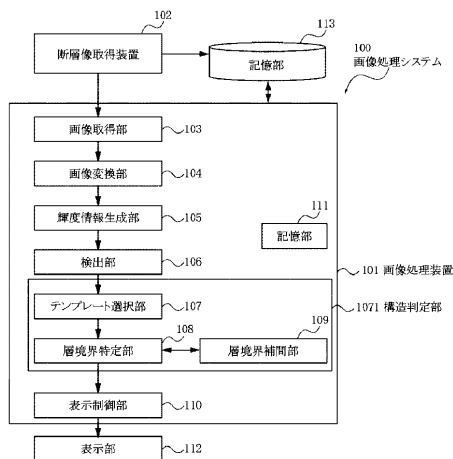 102
断層像取得装置
113
記憶部
100
画像処理システム
画像取得部
103
画像変換部
104
輝度情報生成部
105
111
記憶部
検出部
106
101 画像処理装置
テンプレート選択部
107
1071 構造判定部
108
109
層境界特定部
層境界補間部
表示制御部
110
表示部
112